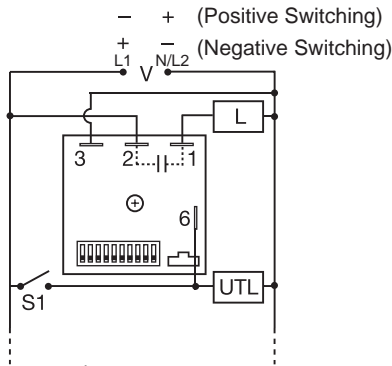 − + (Positive Switching)
+ − (Negative Switching)
L1 V N/L2
L
3 2 1
6
UTL
S1